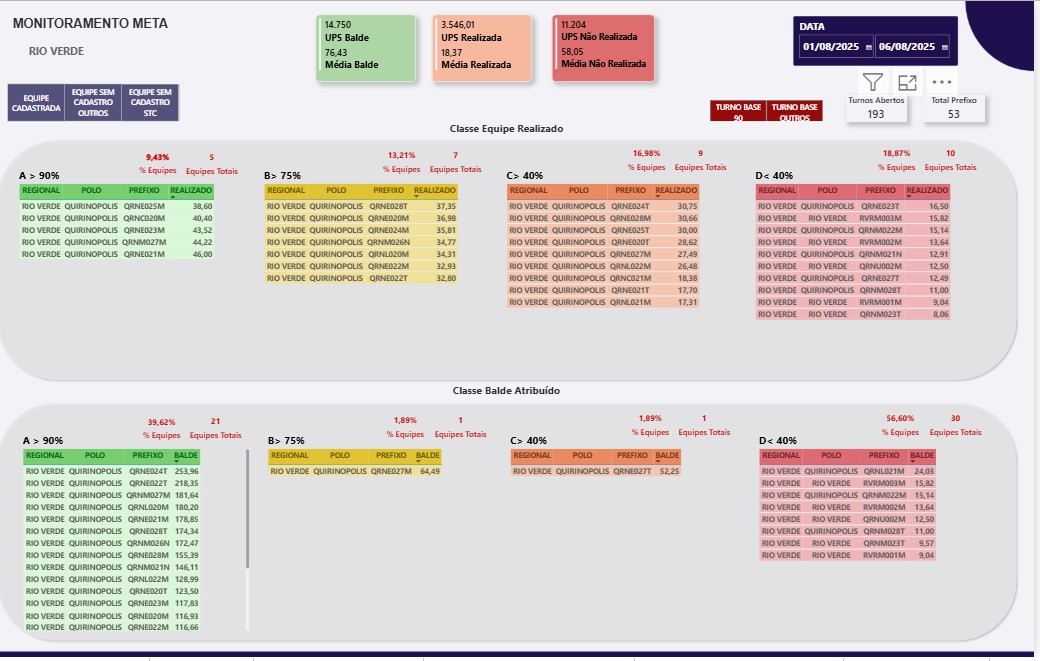 MONITORAMENTO META
RIO VERDE
14.750
UPS Balde
76,43
Média Balde
3.546,01
UPS Realizada
18,37
Média Realizada
11.204
UPS Não Realizada
58,05
Média Não Realizada
DATA
01/08/2025 06/08/2025
EQUIPE CADASTRADA
EQUIPE SEM CADASTRO OUTROS
EQUIPE SEM CADASTRO STC
TURNO BASE 90
TURNO BASE OUTROS
Turnos Abertos
193
Total Prefixo
53
Classe Equipe Realizado
9,43% 5
% Equipes Equipes Totais
A > 90%
REGIONAL POLO PREFIXO REALIZADO
RIO VERDE QUIRINOPOLIS QRNE025M 38,60
RIO VERDE QUIRINOPOLIS QRNC020M 40,40
RIO VERDE QUIRINOPOLIS QRNE023M 43,52
RIO VERDE QUIRINOPOLIS QRNM027M 44,22
RIO VERDE QUIRINOPOLIS QRNE021M 46,00
13,21% 7
% Equipes Equipes Totais
B> 75%
REGIONAL POLO PREFIXO REALIZADO
RIO VERDE QUIRINOPOLIS QRNE028T 37,35
RIO VERDE QUIRINOPOLIS QRNE020M 36,98
RIO VERDE QUIRINOPOLIS QRNE024M 35,81
RIO VERDE QUIRINOPOLIS QRNM026N 34,77
RIO VERDE QUIRINOPOLIS QRNL020M 34,31
RIO VERDE QUIRINOPOLIS QRNE022M 32,93
RIO VERDE QUIRINOPOLIS QRNE022T 32,80
16,98% 9
% Equipes Equipes Totais
C> 40%
REGIONAL POLO PREFIXO REALIZADO
RIO VERDE QUIRINOPOLIS QRNE024T 30,75
RIO VERDE QUIRINOPOLIS QRNE028M 30,66
RIO VERDE QUIRINOPOLIS QRNE025T 30,00
RIO VERDE QUIRINOPOLIS QRNE020T 28,62
RIO VERDE QUIRINOPOLIS QRNE027M 27,49
RIO VERDE QUIRINOPOLIS QRNL022M 26,48
RIO VERDE QUIRINOPOLIS QRNC021M 18,38
RIO VERDE QUIRINOPOLIS QRNE021T 17,70
RIO VERDE QUIRINOPOLIS QRNL021M 17,31
18,87% 10
% Equipes Equipes Totais
D< 40%
REGIONAL POLO PREFIXO REALIZADO
RIO VERDE QUIRINOPOLIS QRNE023T 16,50
RIO VERDE RIO VERDE RVRM003M 15,82
RIO VERDE QUIRINOPOLIS QRNM022M 15,14
RIO VERDE RIO VERDE RVRM002M 13,64
RIO VERDE QUIRINOPOLIS QRNM021N 12,91
RIO VERDE QUIRINOPOLIS QRNU002M 12,50
RIO VERDE QUIRINOPOLIS QRNE027T 12,49
RIO VERDE QUIRINOPOLIS QRNM028T 11,00
RIO VERDE RIO VERDE RVRM001M 9,04
RIO VERDE RIO VERDE QRNM023T 8,06
Classe Balde Atribuído
39,62% 21
% Equipes Equipes Totais
A > 90%
REGIONAL POLO PREFIXO BALDE
RIO VERDE QUIRINOPOLIS QRNE024T 253,96
RIO VERDE QUIRINOPOLIS QRNE022T 218,35
RIO VERDE QUIRINOPOLIS QRNM027M 181,64
RIO VERDE QUIRINOPOLIS QRNL020M 180,20
RIO VERDE QUIRINOPOLIS QRNE021M 178,85
RIO VERDE QUIRINOPOLIS QRNE028T 174,34
RIO VERDE QUIRINOPOLIS QRNM026N 172,47
RIO VERDE QUIRINOPOLIS QRNE028M 155,39
RIO VERDE QUIRINOPOLIS QRNM021N 146,11
RIO VERDE QUIRINOPOLIS QRNL022M 128,99
RIO VERDE QUIRINOPOLIS QRNE020T 123,50
RIO VERDE QUIRINOPOLIS QRNE023M 117,83
RIO VERDE QUIRINOPOLIS QRNE020M 116,93
RIO VERDE QUIRINOPOLIS QRNE022M 116,66
1,89% 1
% Equipes Equipes Totais
B> 75%
REGIONAL POLO PREFIXO BALDE
RIO VERDE QUIRINOPOLIS QRNE027M 64,49
1,89% 1
% Equipes Equipes Totais
C> 40%
REGIONAL POLO PREFIXO BALDE
RIO VERDE QUIRINOPOLIS QRNE027T 52,25
56,60% 30
% Equipes Equipes Totais
D< 40%
REGIONAL POLO PREFIXO BALDE
RIO VERDE QUIRINOPOLIS QRNL021M 24,03
RIO VERDE RIO VERDE RVRM003M 15,82
RIO VERDE QUIRINOPOLIS QRNM022M 15,14
RIO VERDE RIO VERDE RVRM002M 13,64
RIO VERDE QUIRINOPOLIS QRNU002M 12,50
RIO VERDE QUIRINOPOLIS QRNM028T 11,00
RIO VERDE RIO VERDE QRNM023T 9,57
RIO VERDE RIO VERDE RVRM001M 9,04